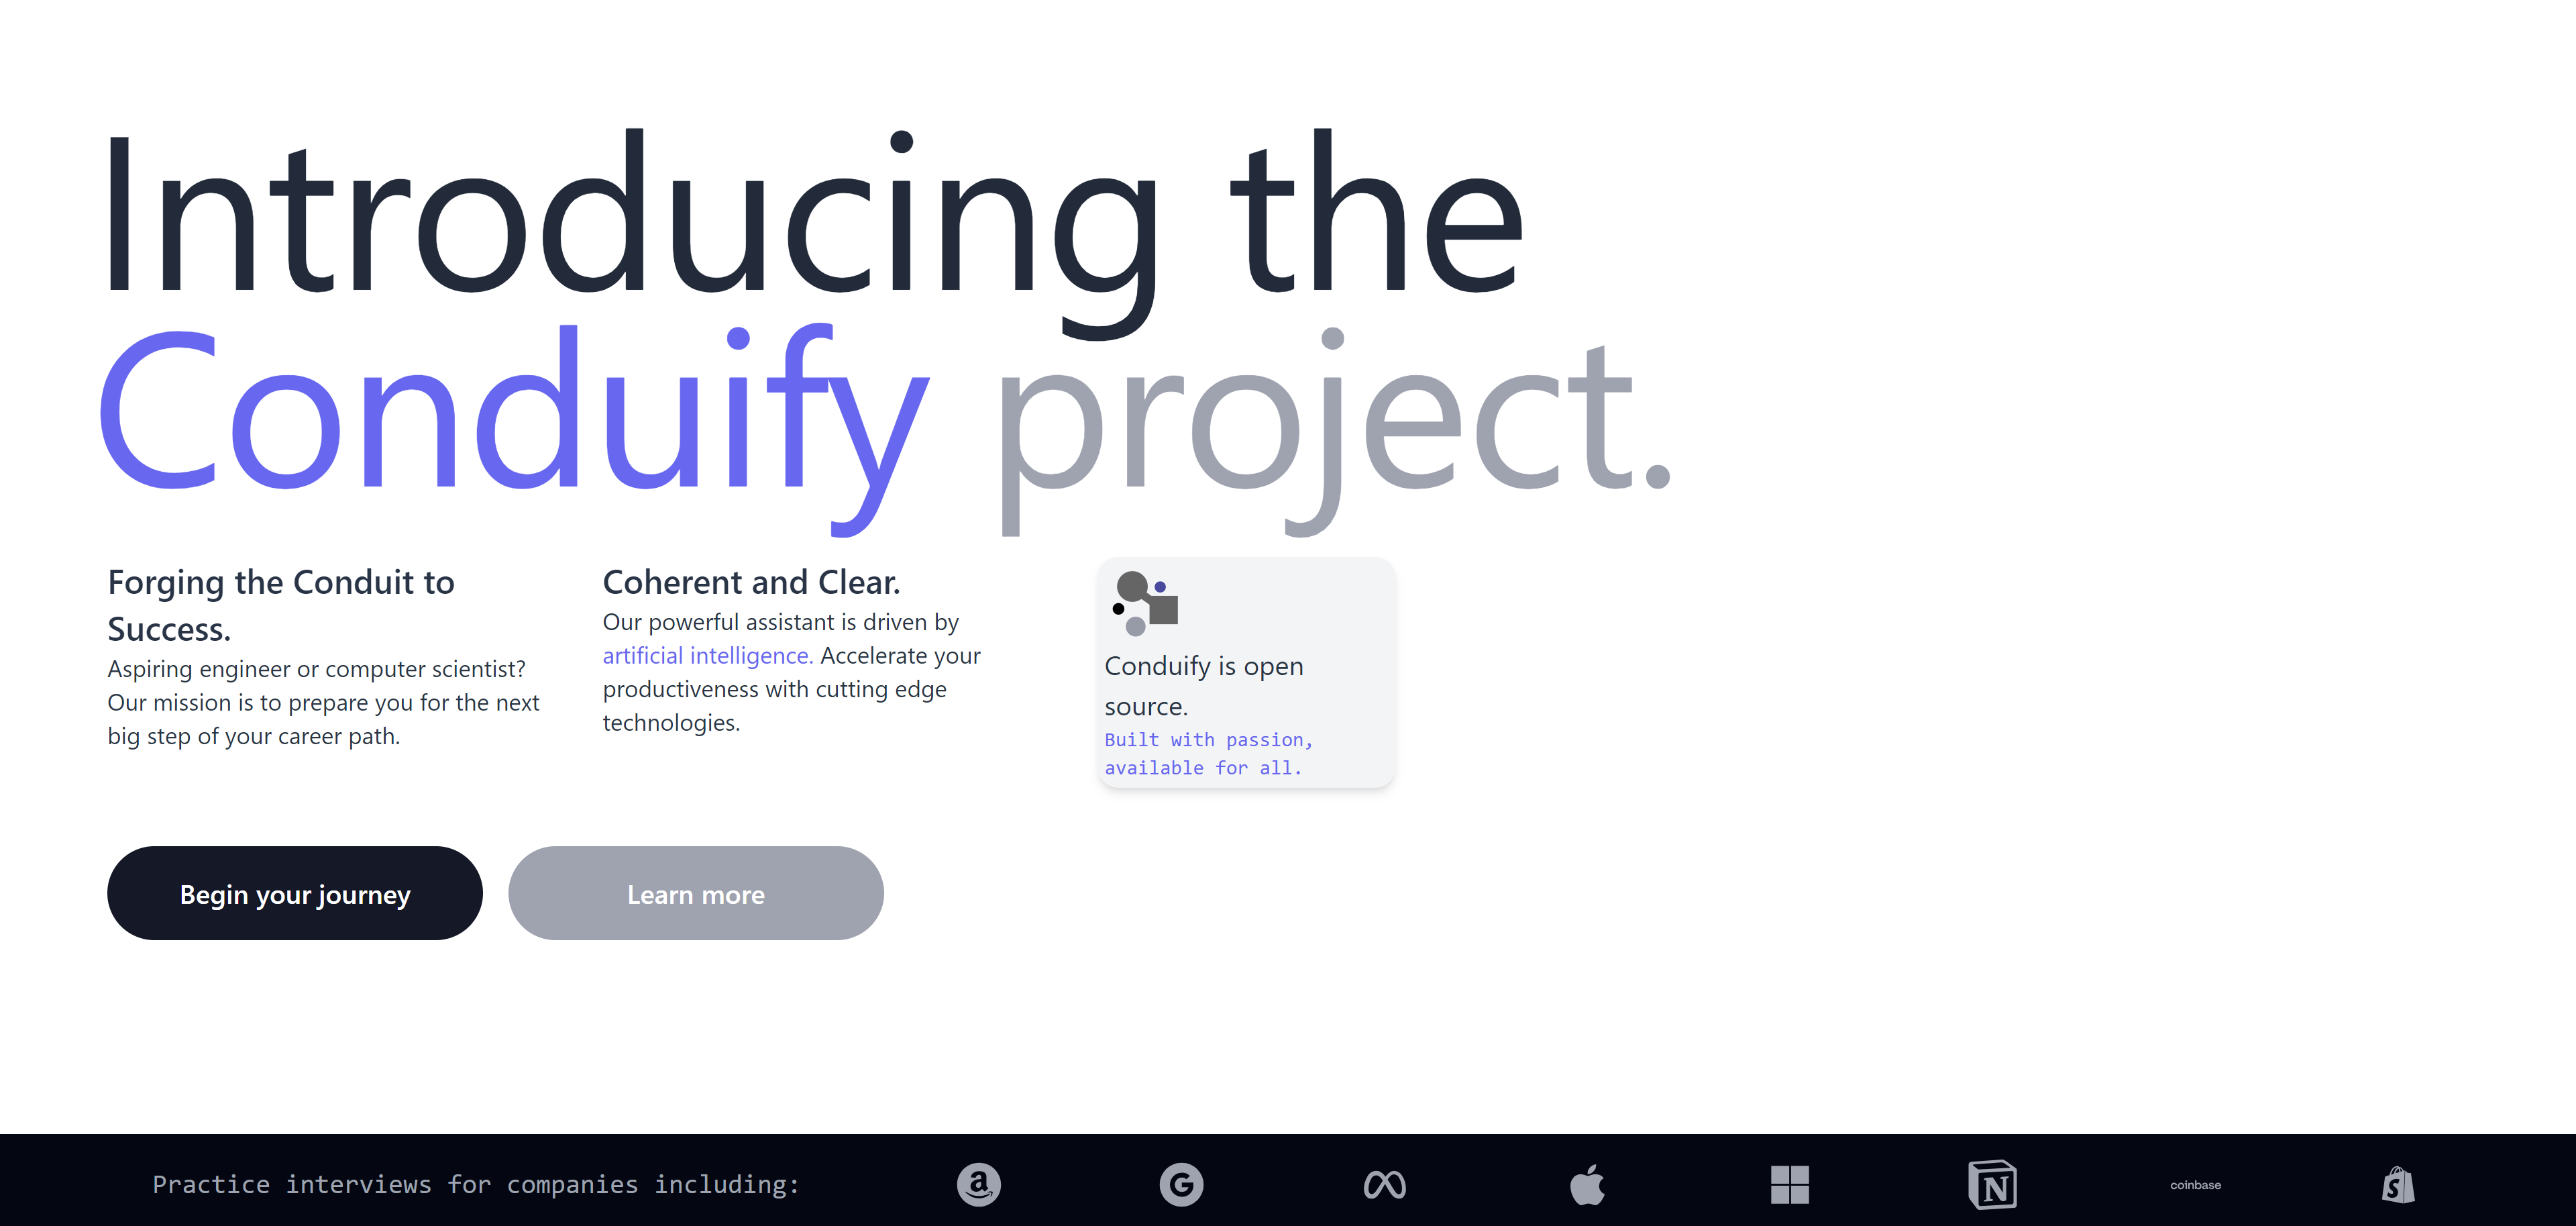 Introducing the
Conduify project.
Forging the Conduit to
Success.
Aspiring engineer or computer scientist?
Our mission is to prepare you for the next
big step of your career path.
Coherent and Clear.
Our powerful assistant is driven by
artificial intelligence. Accelerate your
productiveness with cutting edge
technologies.
Conduify is open
source.
Built with passion,
available for all.
Begin your journey
Learn more
Practice interviews for companies including:
coinbase